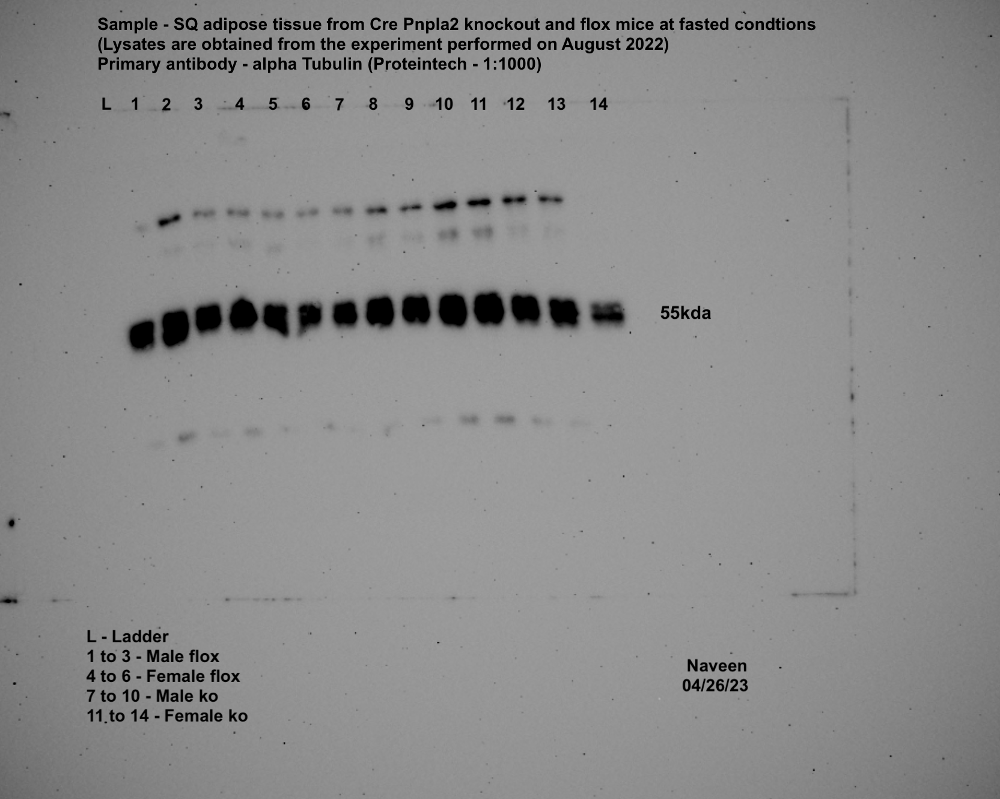 Sample - SQ adipose tissue from Cre Pnpla2 knockout and flox mice at fasted condtions
(Lysates are obtained from the experiment performed on August 2022)
Primary antibody - alpha Tubulin (Proteintech - 1:1000)
L 1 2 3 4 5 6 7 8 9 10 11 12 13 14
55kda
L - Ladder
1 to 3 - Male flox
4 to 6 - Female flox
7 to 10 - Male ko
11 to 14 - Female ko
Naveen
04/26/23